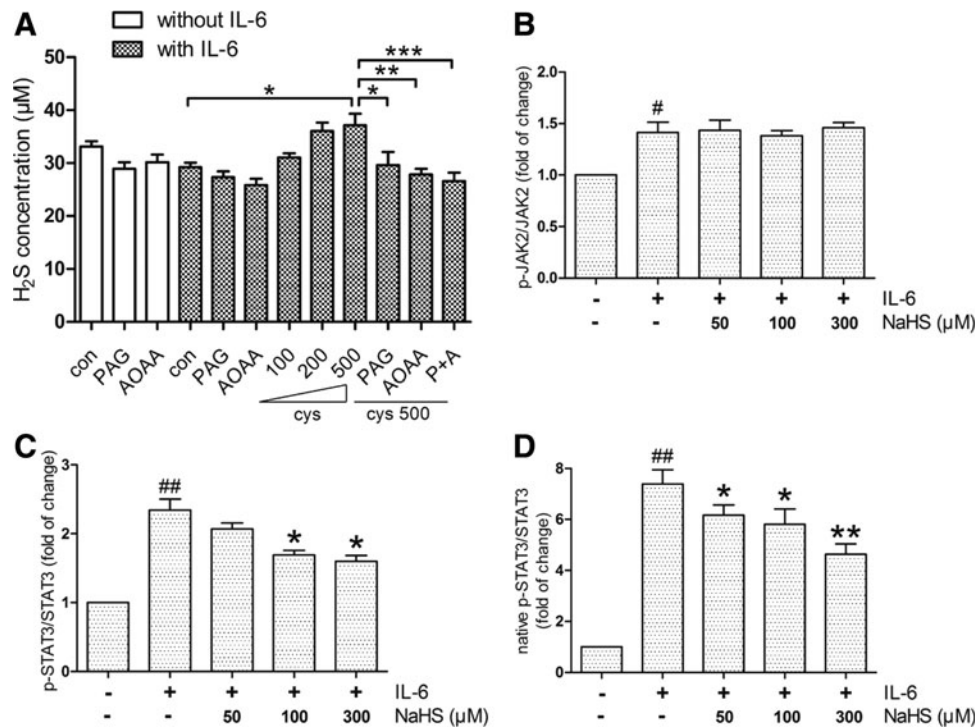 A
without IL-6
with IL-6
H₂S concentration (µM)
50
40
30
20
10
0
*
*
**
***
con
PAG
AOAA
con
PAG
AOAA
100
200
500
PAG
AOAA
P+A
cys
cys 500
B
p-JAK2/JAK2 (fold of change)
2.0
1.5
1.0
0.5
0.0
#
- + + + + IL-6
- - 50 100 300 NaHS (µM)
C
p-STAT3/STAT3 (fold of change)
3
2
1
0
##
* *
- + + + + IL-6
- - 50 100 300 NaHS (µM)
D
native p-STAT3/STAT3
(fold of change)
8
6
4
2
0
##
* * **
- + + + + IL-6
- - 50 100 300 NaHS (µM)